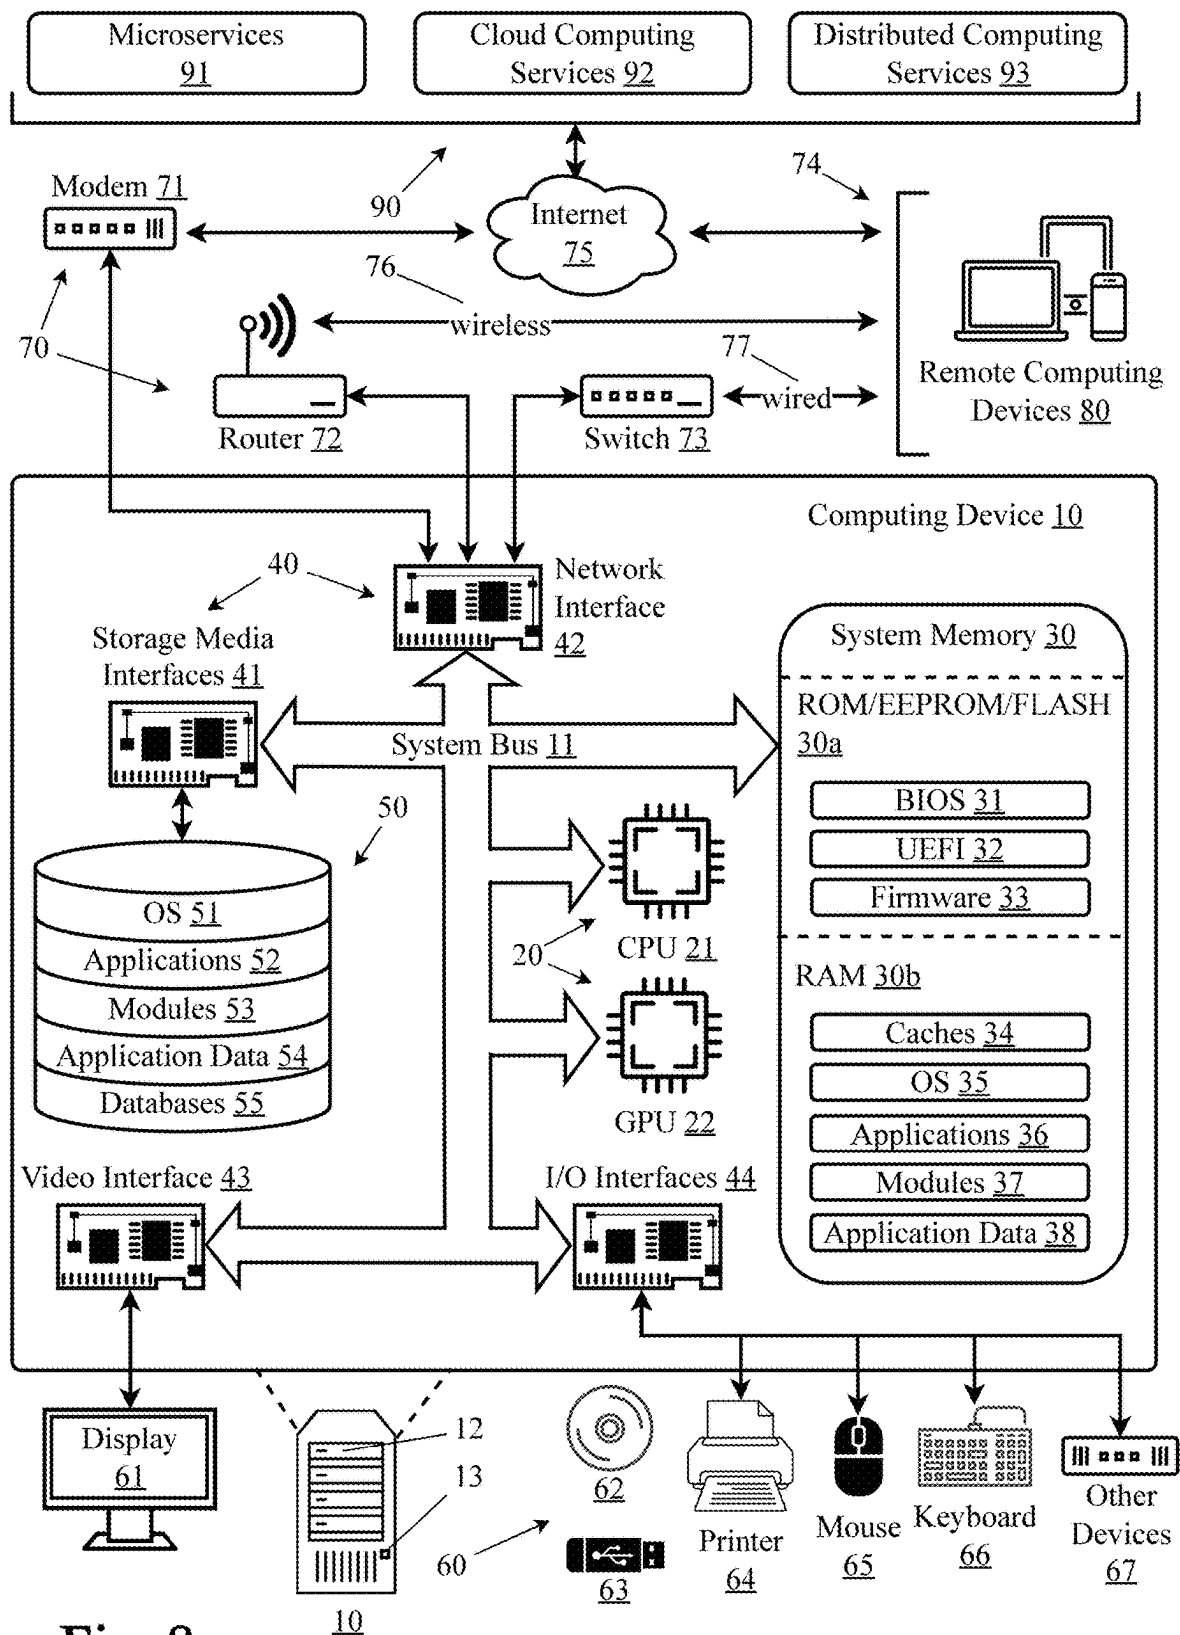 Microservices
91
Cloud Computing
Services 92
Distributed Computing
Services 93
90
74
Modem 71
Internet
75
76
wireless
70
77
wired
Router 72
Switch 73
Remote Computing
Devices 80
Computing Device 10
40
Network
Interface
42
Storage Media
Interfaces 41
System Bus 11
System Memory 30
ROM/EEPROM/FLASH
30a
BIOS 31
UEFI 32
Firmware 33
RAM 30b
Caches 34
OS 35
Applications 36
Modules 37
Application Data 38
50
OS 51
Applications 52
Modules 53
Application Data 54
Databases 55
CPU 21
20
GPU 22
Video Interface 43
I/O Interfaces 44
Display
61
12
13
10
60
62
63
Printer
64
Mouse
65
Keyboard
66
Other
Devices
67